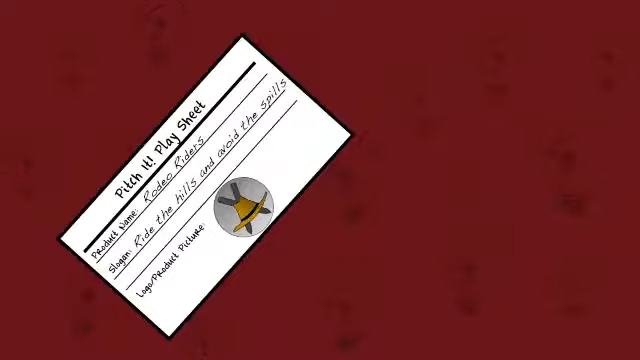 Pitch It! Play Sheet
Product Name: Rodeo Riders
Slogan: Ride the hills and avoid the spills
Logo/Product Picture: